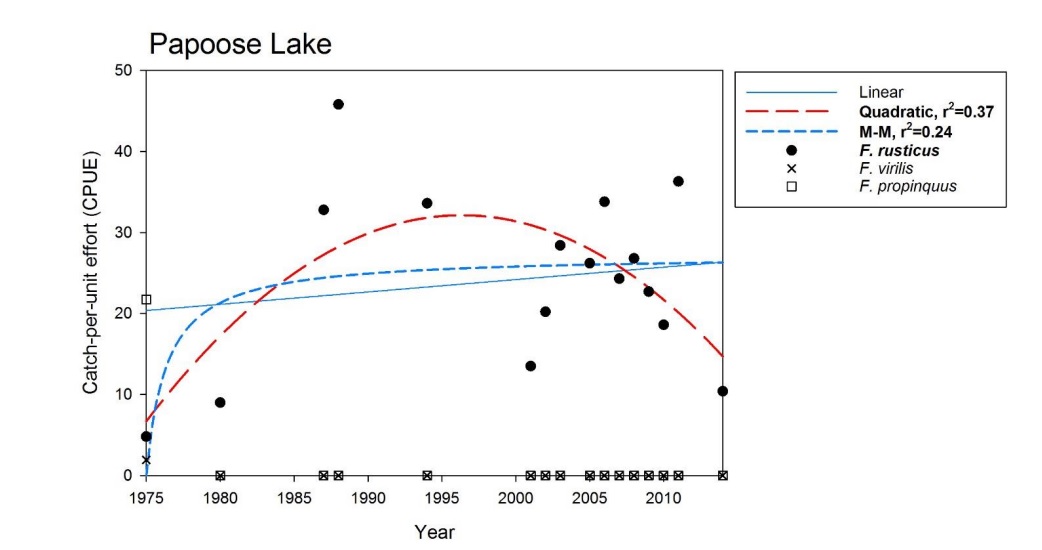 Papoose Lake
50
40
30
20
10
0
Catch-per-unit effort (CPUE)
1975 1980 1985 1990 1995 2000 2005 2010
Year
Linear
Quadratic, r²=0.37
M-M, r²=0.24
F. rusticus
F. virilis
F. propinquus